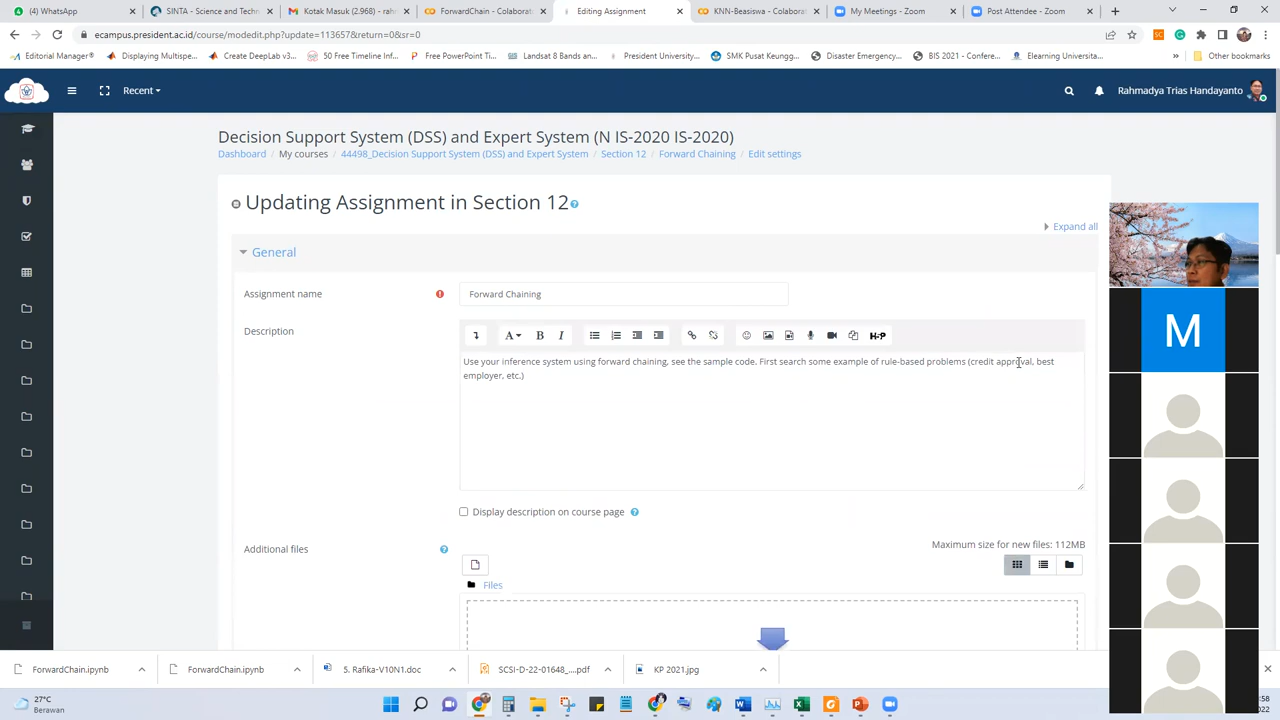 (4) WhatsApp
SINTA - Science and Techn
Kotak Masuk (2.968) - rahm
ForwardChain - Colaborat
Editing Assignment
KNN-Beasiswa - Colabora
My Meetings - Zoom
Post Attendee - Zoom
ecampus.president.ac.id/course/modedit.php?update=113657&return=0&sr=0
Editorial Manager®
Displaying Multispe...
Create DeepLab v3...
50 Free Timeline Inf...
Free PowerPoint Ti...
Landsat 8 Bands an...
President Universit...
SMK Pusat Keungg...
Disaster Emergency...
BIS 2021 - Confere...
Elearning Universita...
Other bookmarks
Recent
Rahmadya Trias Handayanto
Decision Support System (DSS) and Expert System (N IS-2020 IS-2020)
Dashboard / My courses / 44498_Decision Support System (DSS) and Expert System / Section 12 / Forward Chaining / Edit settings
Updating Assignment in Section 12
Expand all
General
Assignment name
Forward Chaining
Description
Use your inference system using forward chaining, see the sample code. First search some example of rule-based problems (credit approval, best
employer, etc.)
M
Display description on course page
Additional files
Maximum size for new files: 112MB
Files
ForwardChain.ipynb
ForwardChain.ipynb
5. Rafika-V10N1.doc
SCSI-D-22-01648_....pdf
KP 2021.jpg
27°C
Berawan